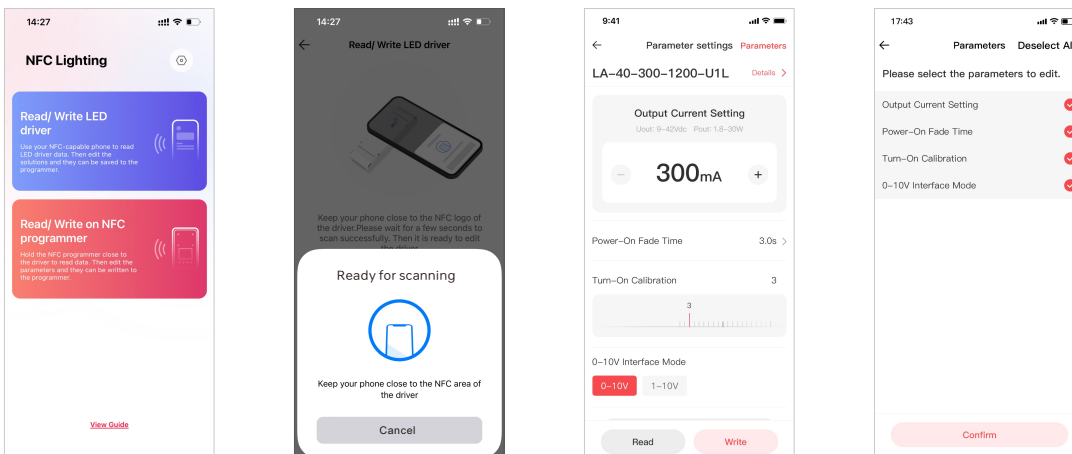 14:27
NFC Lighting
Read/ Write LED
driver
Use your NFC-capable phone to read
LED driver data. Then edit the
solutions and they can be saved to the
programmer.
Read/ Write on NFC
programmer
Hold the NFC programmer close to
the driver to read data. Then edit the
parameters and they can be written to
the programmer.
View Guide
14:27
Read/ Write LED driver
Keep your phone close to the NFC logo of
the driver.Please wait for a few seconds to
scan successfully. Then it is ready to edit
the driver
Ready for scanning
Keep your phone close to the NFC area of
the driver
Cancel
9:41
Parameter settings Parameters
LA-40-300-1200-U1L Details
Output Current Setting
Uout: 9-42Vdc Pout: 1.8-30W
300mA
Power-On Fade Time 3.0s
Turn-On Calibration 3
3
0-10V Interface Mode
0-10V 1-10V
Read Write
17:43
Parameters Deselect Al
Please select the parameters to edit.
Output Current Setting
Power-On Fade Time
Turn-On Calibration
0-10V Interface Mode
Confirm